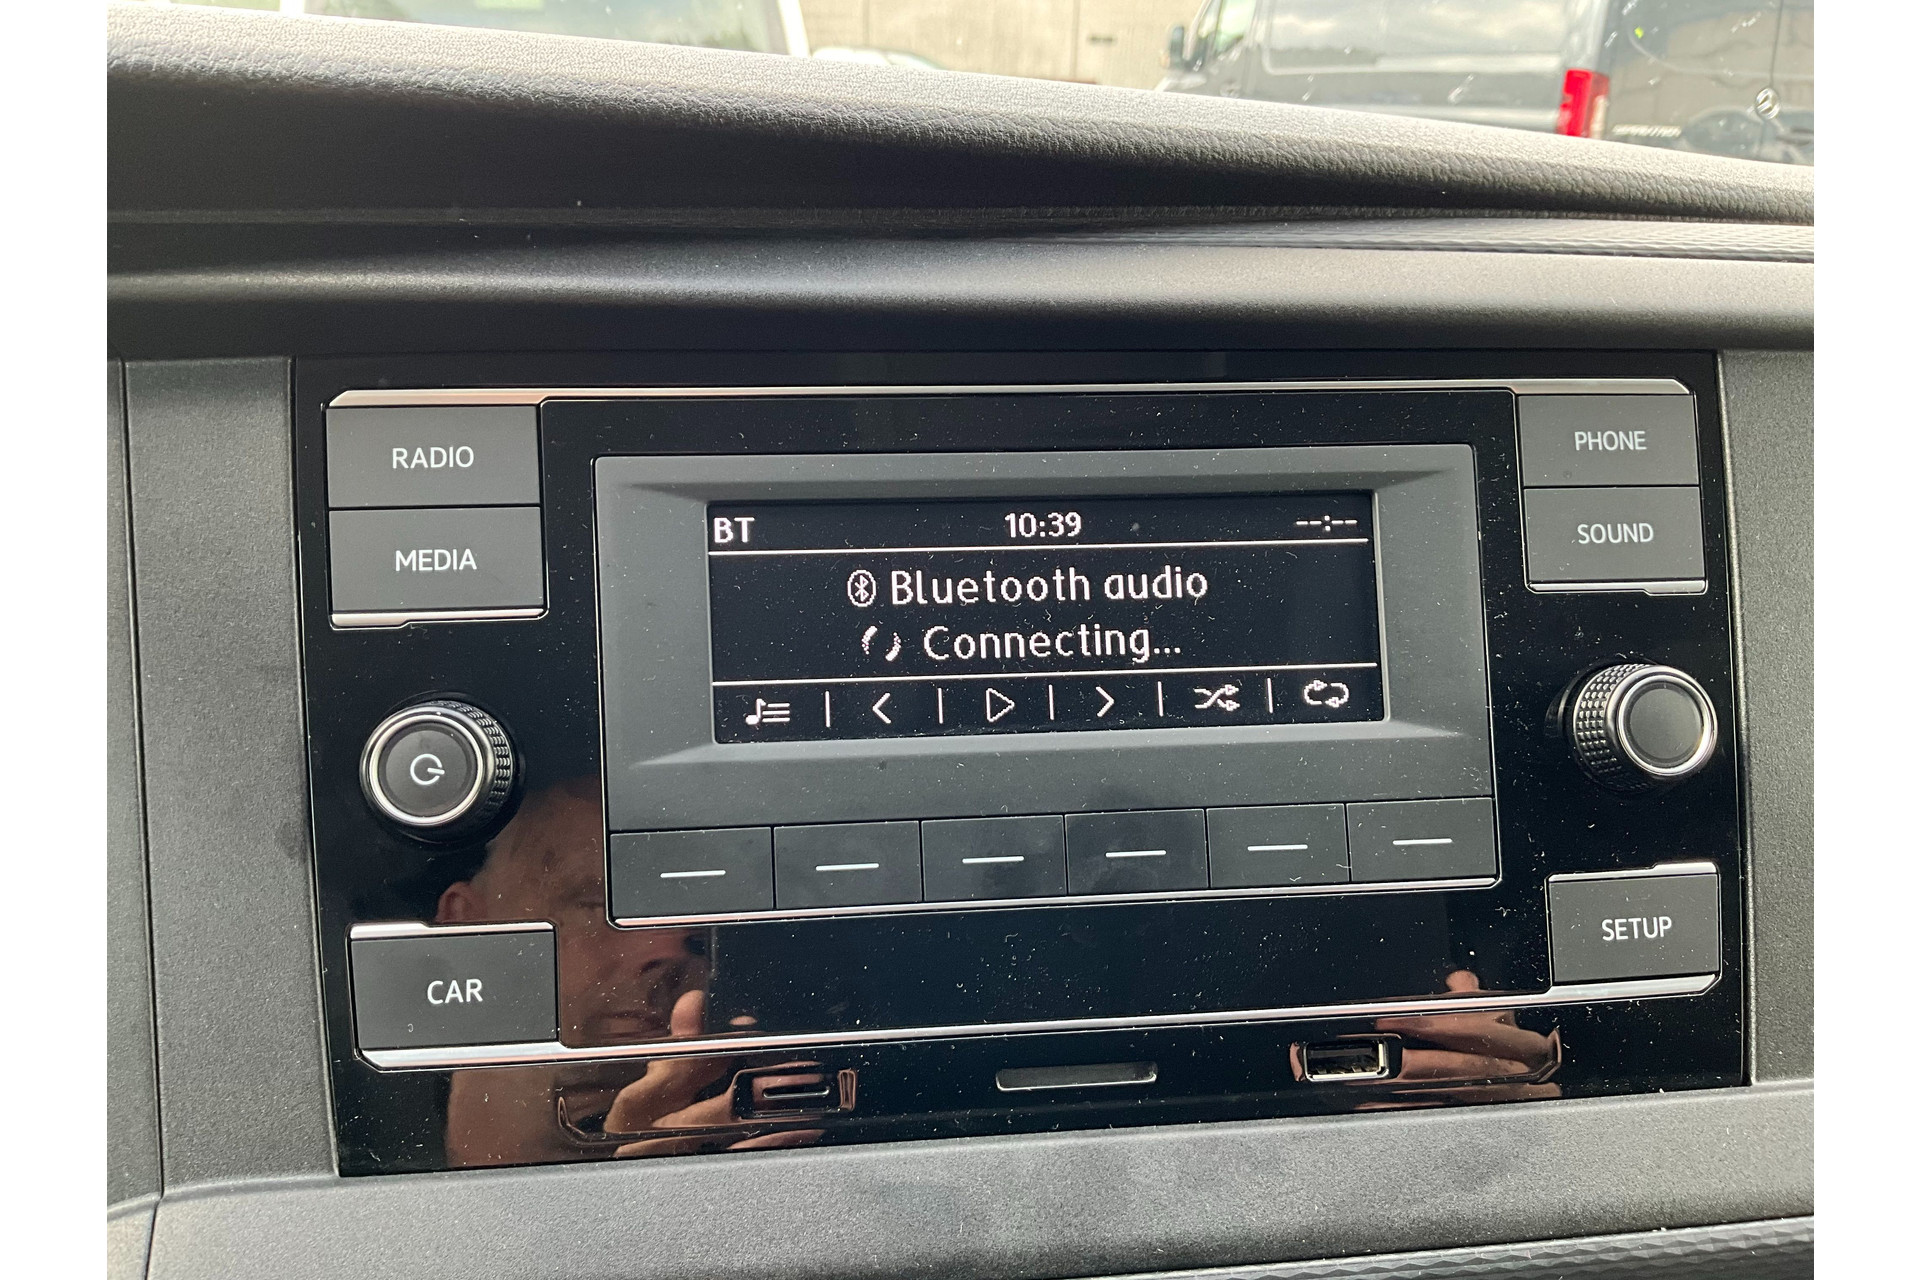 RADIO
MEDIA
PHONE
SOUND
BT 10:39 --:--
Bluetooth audio
Connecting...
CAR
SETUP